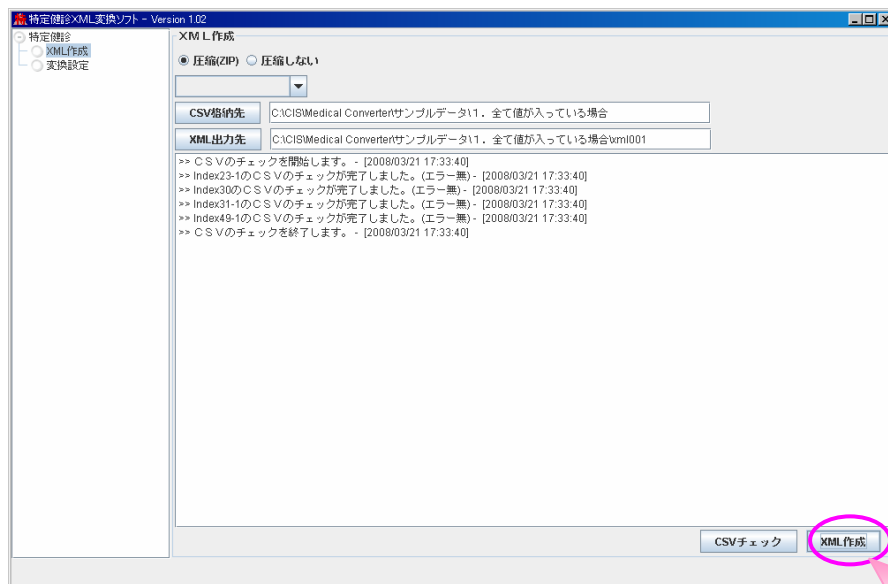 特定健診XML変換ソフト - Version 1.02
特定健診
XML作成
変換設定
XML作成
圧縮(ZIP) 圧縮しない
CSV格納先 C:\CIS\Medical Converter\サンプルデータ\1．全て値が入っている場合
XML出力先 C:\CIS\Medical Converter\サンプルデータ\1．全て値が入っている場合\xml001
>> ＣＳＶのチェックを開始します。 - [2008/03/21 17:33:40]
>> Index23-1のＣＳＶのチェックが完了しました。(エラー無) - [2008/03/21 17:33:40]
>> Index30のＣＳＶのチェックが完了しました。(エラー無) - [2008/03/21 17:33:40]
>> Index31-1のＣＳＶのチェックが完了しました。(エラー無) - [2008/03/21 17:33:40]
>> Index49-1のＣＳＶのチェックが完了しました。(エラー無) - [2008/03/21 17:33:40]
>> ＣＳＶのチェックを終了します。 - [2008/03/21 17:33:40]
CSVチェック XML作成